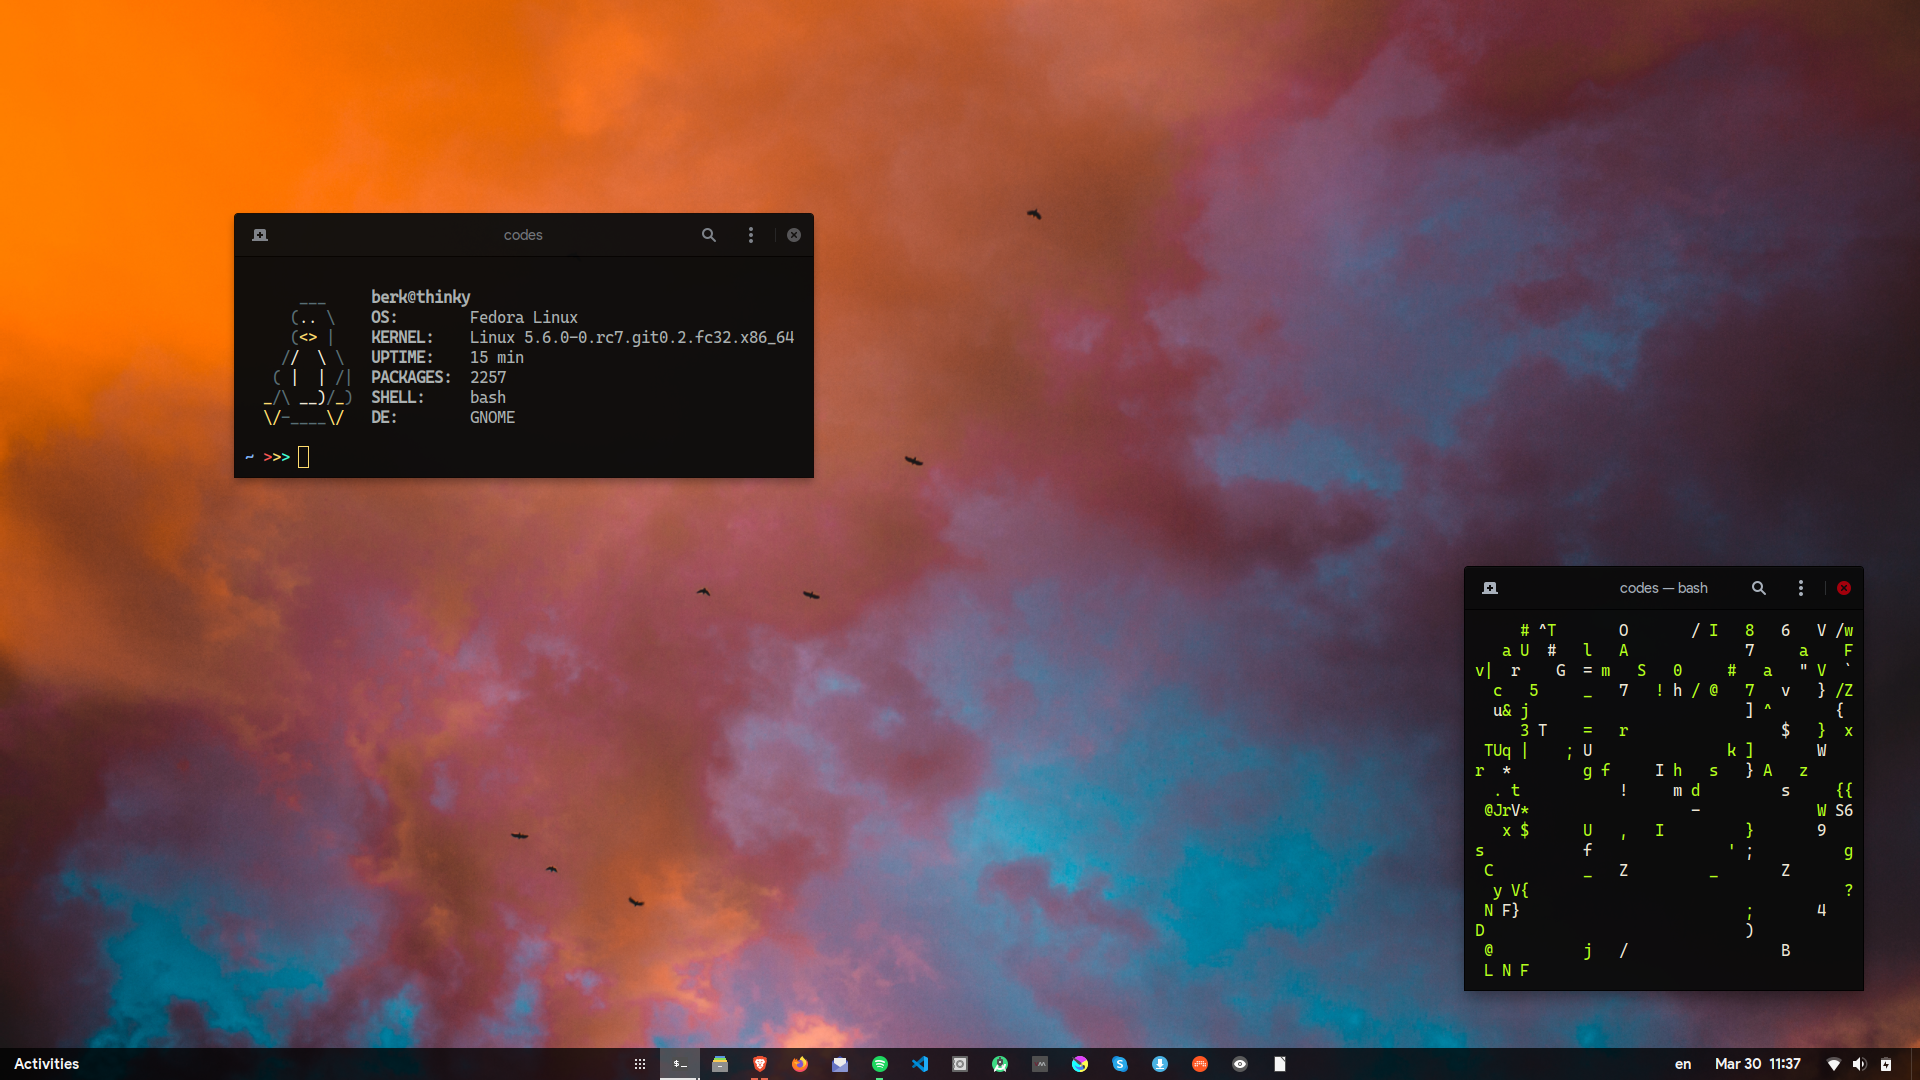 codes
berk@thinky
OS: Fedora Linux
KERNEL: Linux 5.6.0-0.rc7.git0.2.fc32.x86_64
UPTIME: 15 min
PACKAGES: 2257
SHELL: bash
DE: GNOME
~ >>>
codes — bash
# ^T O / I 8 6 V /w
a U # l A 7 a F
v| r G = m S 0 # a " V `
c 5 _ 7 ! h / @ 7 v } /Z
u& j ] ^ {
3 T = r $ } x
TUq | ; U k ] W
r * g f I h s } A z
. t ! m d s {{
@JrV* - W S6
x $ U , I } 9
s f ' ; g
C _ Z _ Z
y V{ ?
N F} ; 4
D )
@ j / B
L N F
Activities
$_
en
Mar 30 11:37